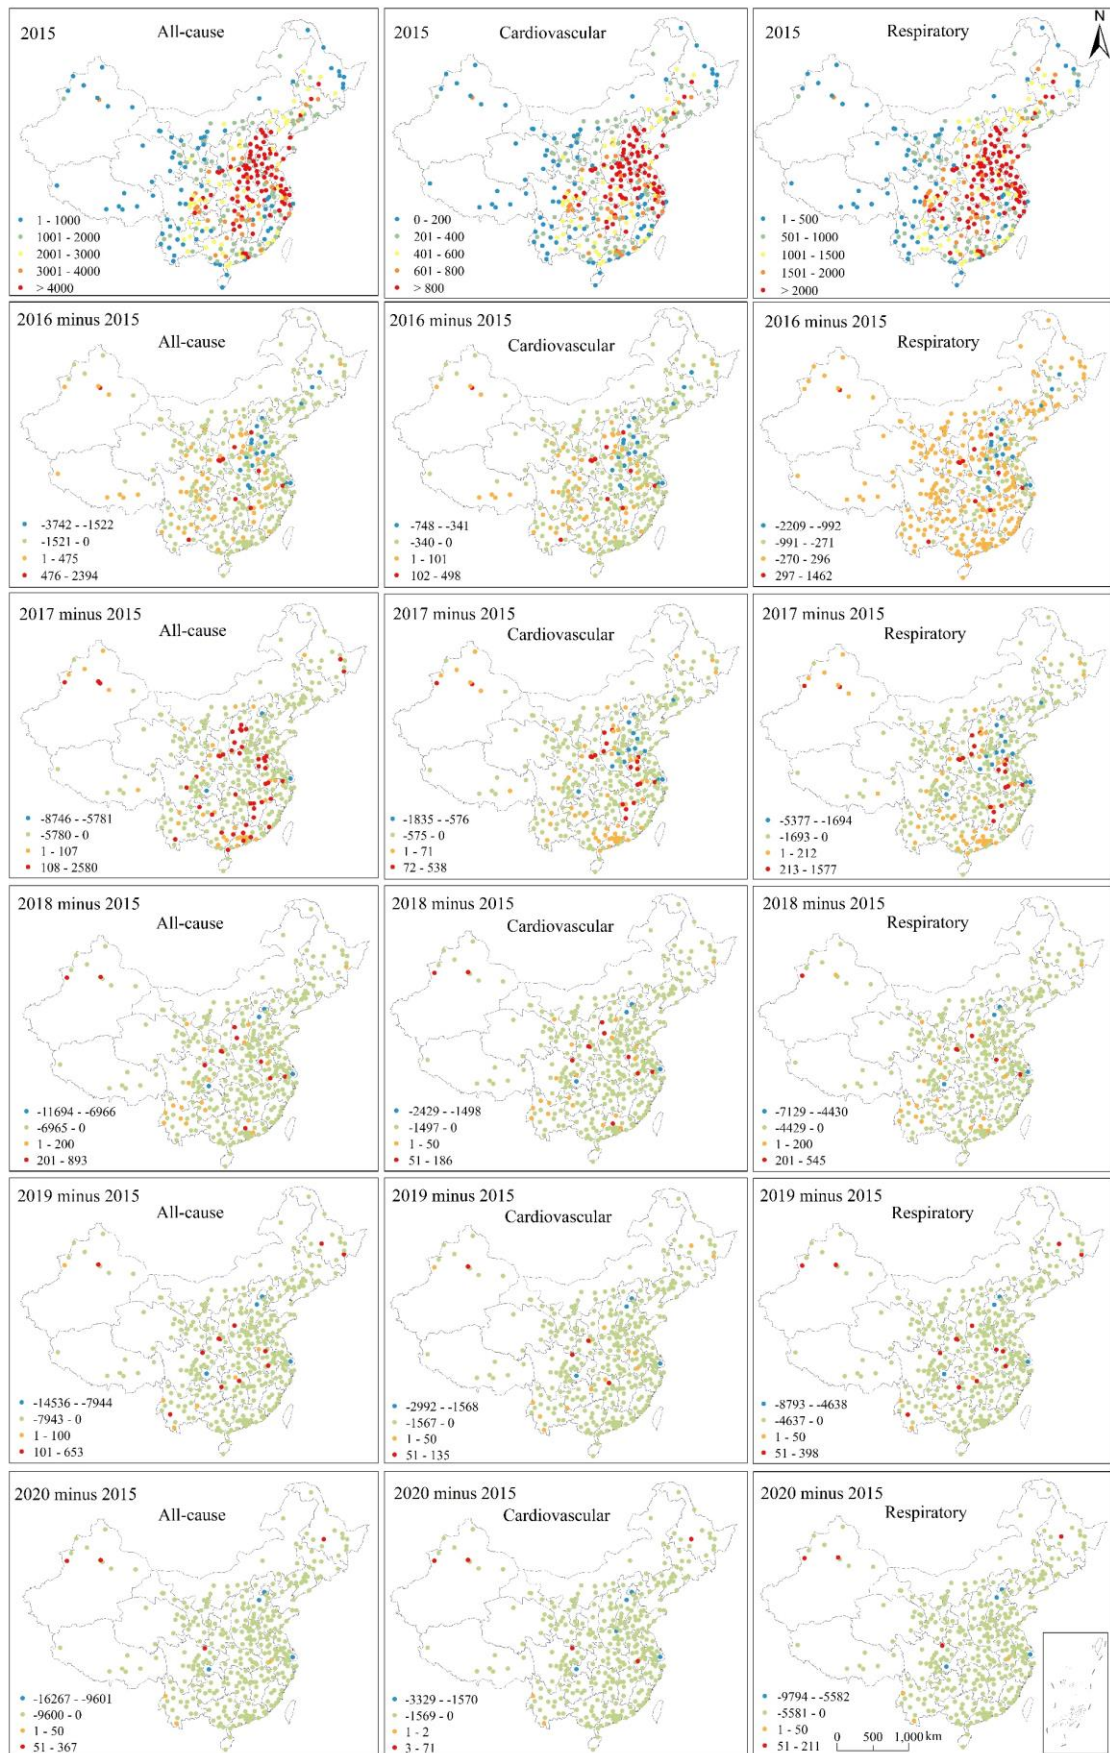 2015
All-cause
1 - 1000
1001 - 2000
2001 - 3000
3001 - 4000
> 4000
2015
Cardiovascular
0 - 200
201 - 400
401 - 600
601 - 800
> 800
2015
Respiratory
N
1 - 500
501 - 1000
1001 - 1500
1501 - 2000
> 2000
2016 minus 2015
All-cause
-3742 - -1522
-1521 - 0
1 - 475
476 - 2394
2016 minus 2015
Cardiovascular
-748 - -341
-340 - 0
1 - 101
102 - 498
2016 minus 2015
Respiratory
-2209 - -992
-991 - -271
-270 - 296
297 - 1462
2017 minus 2015
All-cause
-8746 - -5781
-5780 - 0
1 - 107
108 - 2580
2017 minus 2015
Cardiovascular
-1835 - -576
-575 - 0
1 - 71
72 - 538
2017 minus 2015
Respiratory
-5377 - -1694
-1693 - 0
1 - 212
213 - 1577
2018 minus 2015
All-cause
-11694 - -6966
-6965 - 0
1 - 200
201 - 893
2018 minus 2015
Cardiovascular
-2429 - -1498
-1497 - 0
1 - 50
51 - 186
2018 minus 2015
Respiratory
-7129 - -4430
-4429 - 0
1 - 200
201 - 545
2019 minus 2015
All-cause
-14536 - -7944
-7943 - 0
1 - 100
101 - 653
2019 minus 2015
Cardiovascular
-2992 - -1568
-1567 - 0
1 - 50
51 - 135
2019 minus 2015
Respiratory
-8793 - -4638
-4637 - 0
1 - 50
51 - 398
2020 minus 2015
All-cause
-16267 - -9601
-9600 - 0
1 - 50
51 - 367
2020 minus 2015
Cardiovascular
-3329 - -1570
-1569 - 0
1 - 2
3 - 71
2020 minus 2015
Respiratory
-9794 - -5582
-5581 - 0
1 - 50
51 - 211
0 500 1,000 km